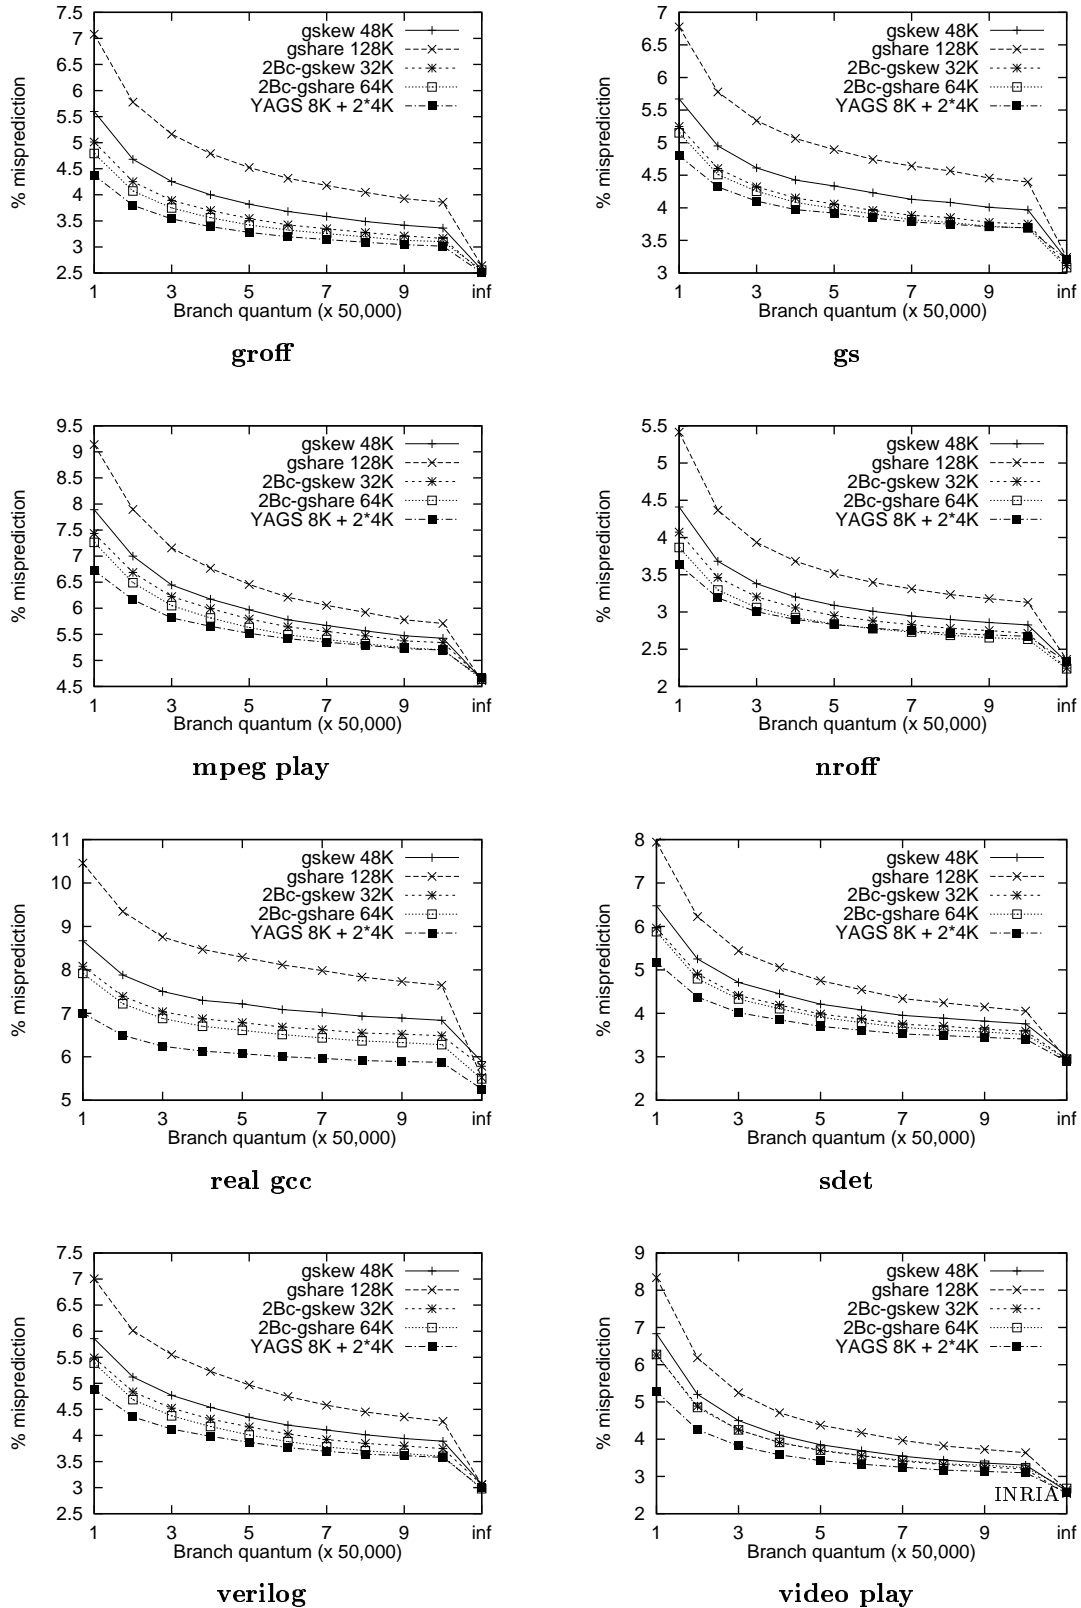 7.5
7
6.5
6
5.5
5
4.5
4
3.5
3
2.5
% misprediction
gskew 48K
gshare 128K
2Bc-gskew 32K
2Bc-gshare 64K
YAGS 8K + 2*4K
1 3 5 7 9 inf
Branch quantum (x 50,000)
groff
7
6.5
6
5.5
5
4.5
4
3.5
3
% misprediction
gskew 48K
gshare 128K
2Bc-gskew 32K
2Bc-gshare 64K
YAGS 8K + 2*4K
1 3 5 7 9 inf
Branch quantum (x 50,000)
gs
9.5
9
8.5
8
7.5
7
6.5
6
5.5
5
4.5
% misprediction
gskew 48K
gshare 128K
2Bc-gskew 32K
2Bc-gshare 64K
YAGS 8K + 2*4K
1 3 5 7 9 inf
Branch quantum (x 50,000)
mpeg play
5.5
5
4.5
4
3.5
3
2.5
2
% misprediction
gskew 48K
gshare 128K
2Bc-gskew 32K
2Bc-gshare 64K
YAGS 8K + 2*4K
1 3 5 7 9 inf
Branch quantum (x 50,000)
nroff
11
10
9
8
7
6
5
% misprediction
gskew 48K
gshare 128K
2Bc-gskew 32K
2Bc-gshare 64K
YAGS 8K + 2*4K
1 3 5 7 9 inf
Branch quantum (x 50,000)
real gcc
8
7
6
5
4
3
2
% misprediction
gskew 48K
gshare 128K
2Bc-gskew 32K
2Bc-gshare 64K
YAGS 8K + 2*4K
1 3 5 7 9 inf
Branch quantum (x 50,000)
sdet
7.5
7
6.5
6
5.5
5
4.5
4
3.5
3
2.5
% misprediction
gskew 48K
gshare 128K
2Bc-gskew 32K
2Bc-gshare 64K
YAGS 8K + 2*4K
1 3 5 7 9 inf
Branch quantum (x 50,000)
verilog
9
8
7
6
5
4
3
2
% misprediction
gskew 48K
gshare 128K
2Bc-gskew 32K
2Bc-gshare 64K
YAGS 8K + 2*4K
INRIA
1 3 5 7 9 inf
Branch quantum (x 50,000)
video play